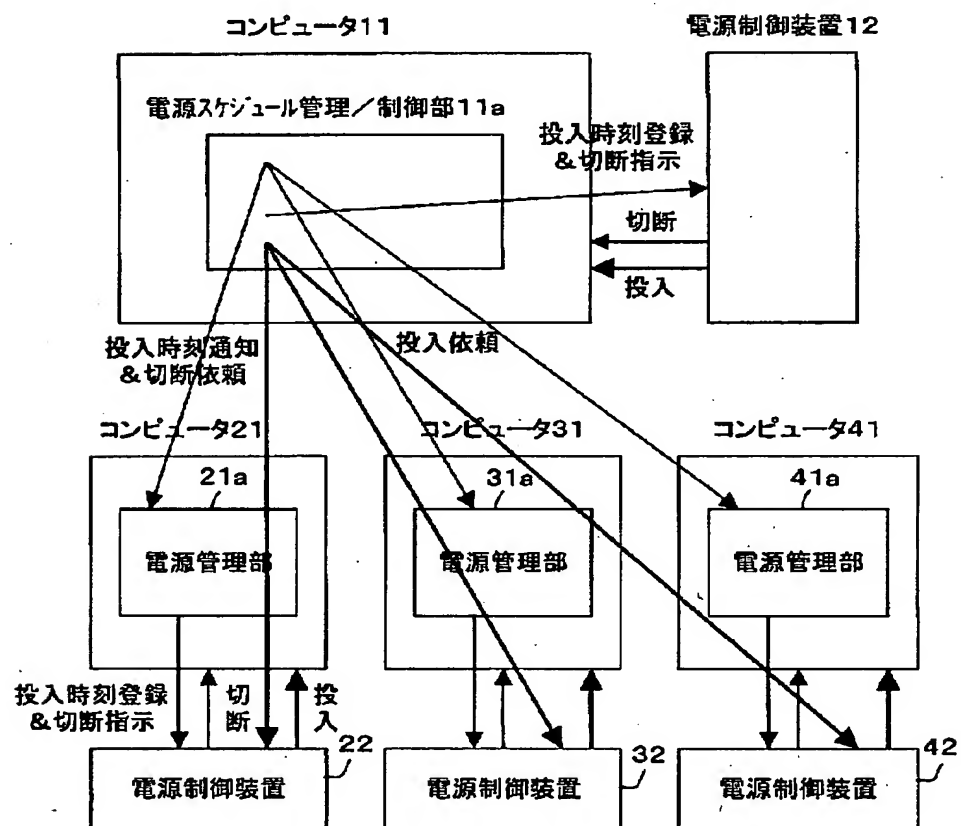 コンピュータ11
電源制御装置12
電源スケジュール管理／制御部11a
投入時刻登録
&切断指示
切断
投入
投入時刻通知
&切断依頼
投入依頼
コンピュータ21
コンピュータ31
コンピュータ41
21a
31a
41a
電源管理部
電源管理部
電源管理部
投入時刻登録
&切断指示
切断
投入
22
32
42
電源制御装置
電源制御装置
電源制御装置